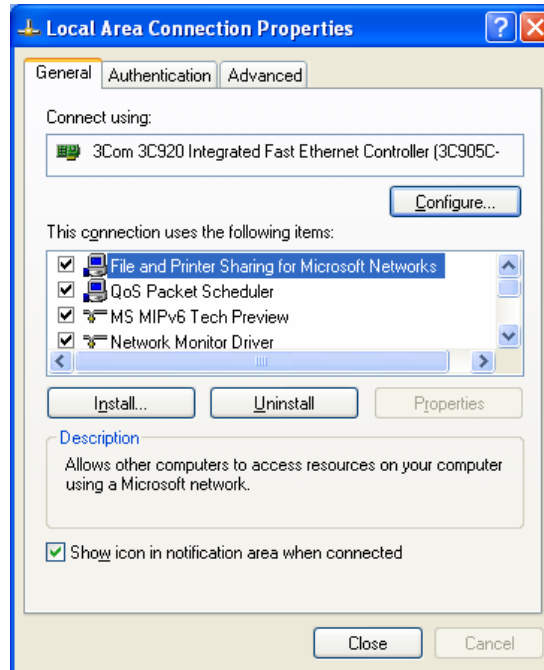 Local Area Connection Properties
General Authentication Advanced
Connect using:
3Com 3C920 Integrated Fast Ethernet Controller (3C905C-
Configure...
This connection uses the following items:
File and Printer Sharing for Microsoft Networks
QoS Packet Scheduler
MS MIPv6 Tech Preview
Network Monitor Driver
Install... Uninstall Properties
Description
Allows other computers to access resources on your computer
using a Microsoft network.
Show icon in notification area when connected
Close Cancel